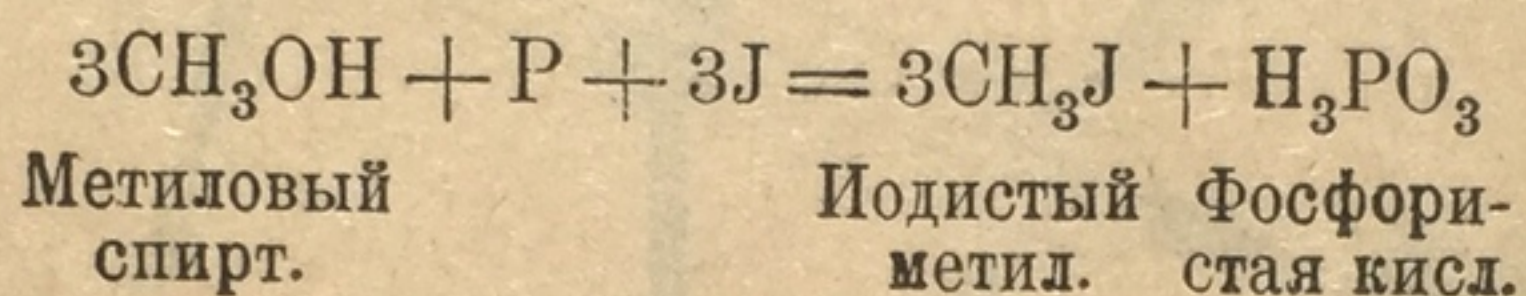 3CH₃OH + P + 3J = 3CH₃J + H₃PO₃
Метиловый Иодистый Фосфори-
спирт. метил. стая кисл.